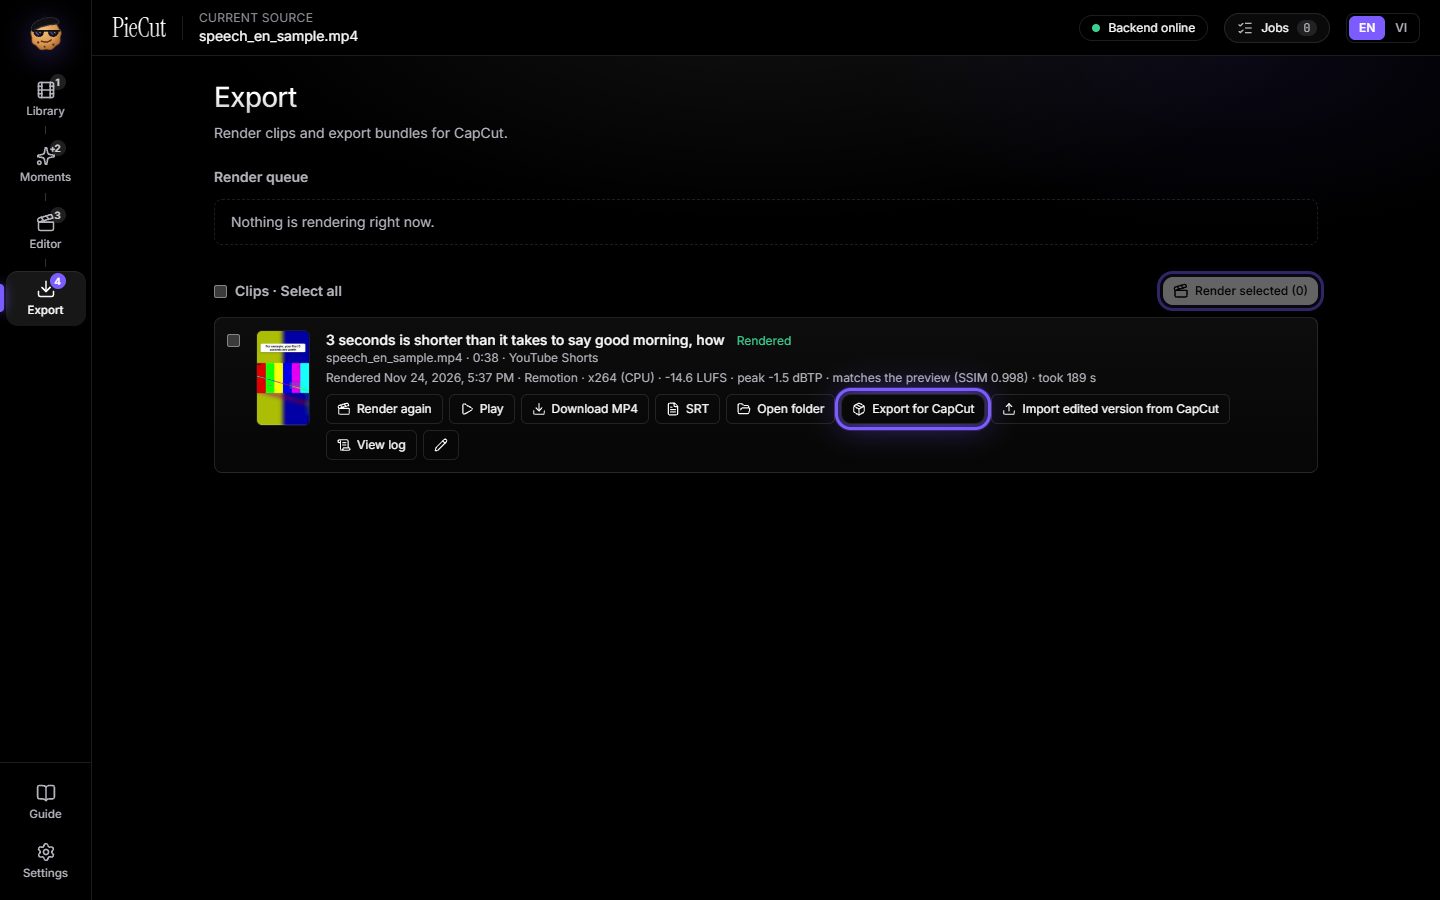 PieCut
CURRENT SOURCE
speech_en_sample.mp4
Backend online
Jobs 0
EN
VI
1
Library
2
Moments
3
Editor
4
Export
Guide
Settings
Export
Render clips and export bundles for CapCut.
Render queue
Nothing is rendering right now.
Clips · Select all
Render selected (0)
3 seconds is shorter than it takes to say good morning, how
Rendered
speech_en_sample.mp4 · 0:38 · YouTube Shorts
Rendered Nov 24, 2026, 5:37 PM · Remotion · x264 (CPU) · -14.6 LUFS · peak -1.5 dBTP · matches the preview (SSIM 0.998) · took 189 s
Render again
Play
Download MP4
SRT
Open folder
Export for CapCut
Import edited version from CapCut
View log